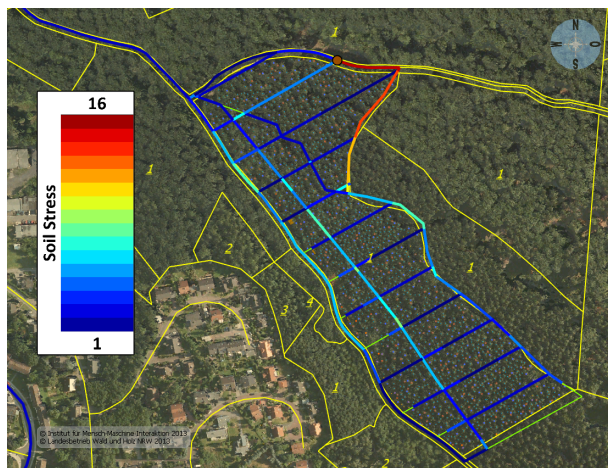 N
O
S
W
1
16
Soil Stress
1
1
1
2
1
1
3
4
1
2
© Institut für Mensch-Maschine-Interaktion 2013
© Landesbetrieb Wald und Holz NRW 2013